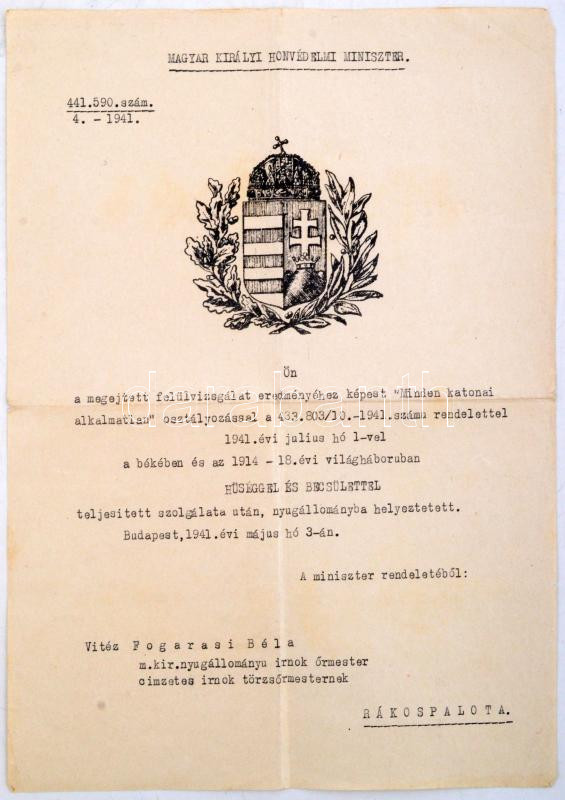 MAGYAR KIRÁLYI HONVÉDELMI MINISZTER.
441.590.szám.
4. - 1941.
Ön
a megejtett felülvizsgálat eredményéhez képest "Minden katonai
alkalmatlan" osztályozással a 433.803/10.-1941.számu rendelettel
1941.évi julius hó 1-vel
a békében és az 1914 - 18.évi világháboruban
HÜSÉGGEL ÉS BECSÜLETTEL
teljesitett szolgálata után, nyugállományba helyeztetett.
Budapest,1941.évi május hó 3-án.
A miniszter rendeletéből:
Vitéz Fogarasi Béla
m.kir.nyugállományu irnok őrmester
cimzetes irnok törzsőrmesternek
RÁKOSPALOTA.